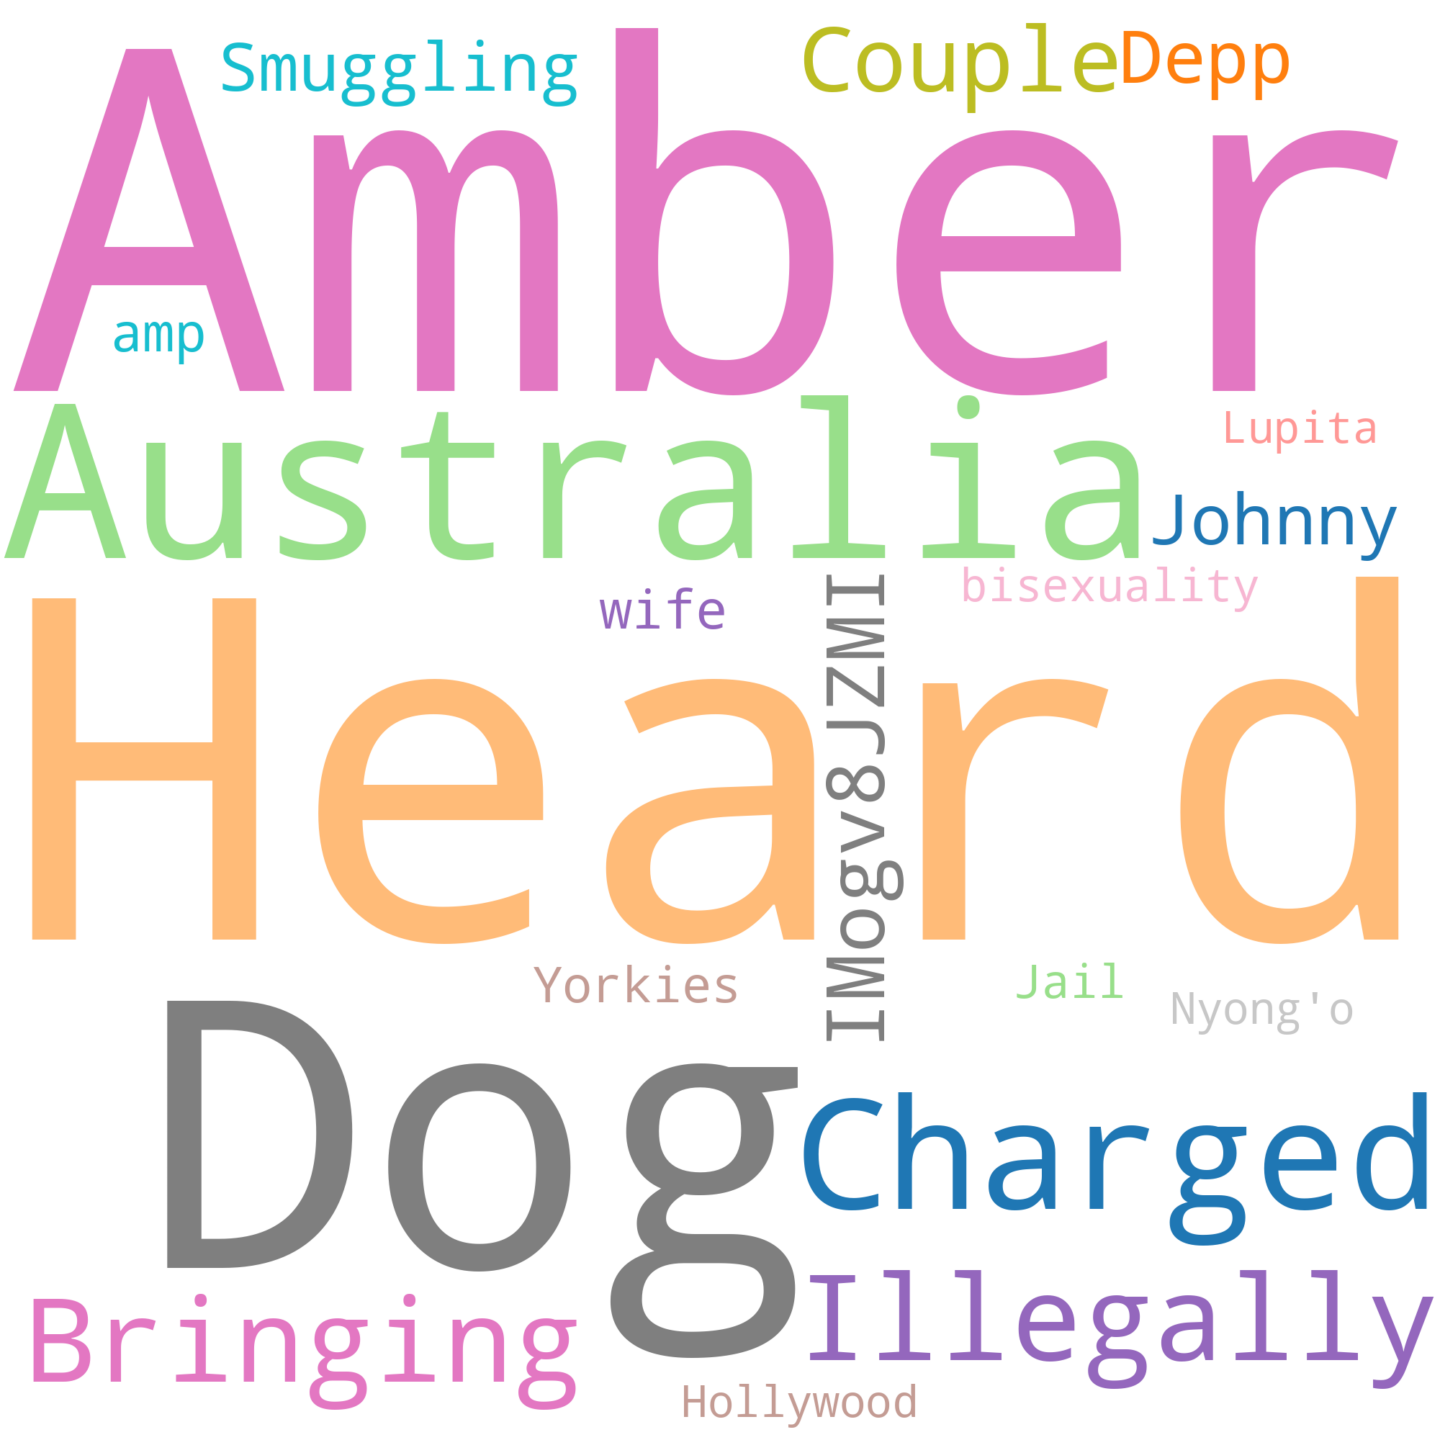 Smuggling
Couple
Depp
Amber
amp
Australia
Lupita
Johnny
bisexuality
wife
Heard
IMogv8JZMI
Yorkies
Jail
Nyong'o
Dog
Charged
Bringing
Illegally
Hollywood